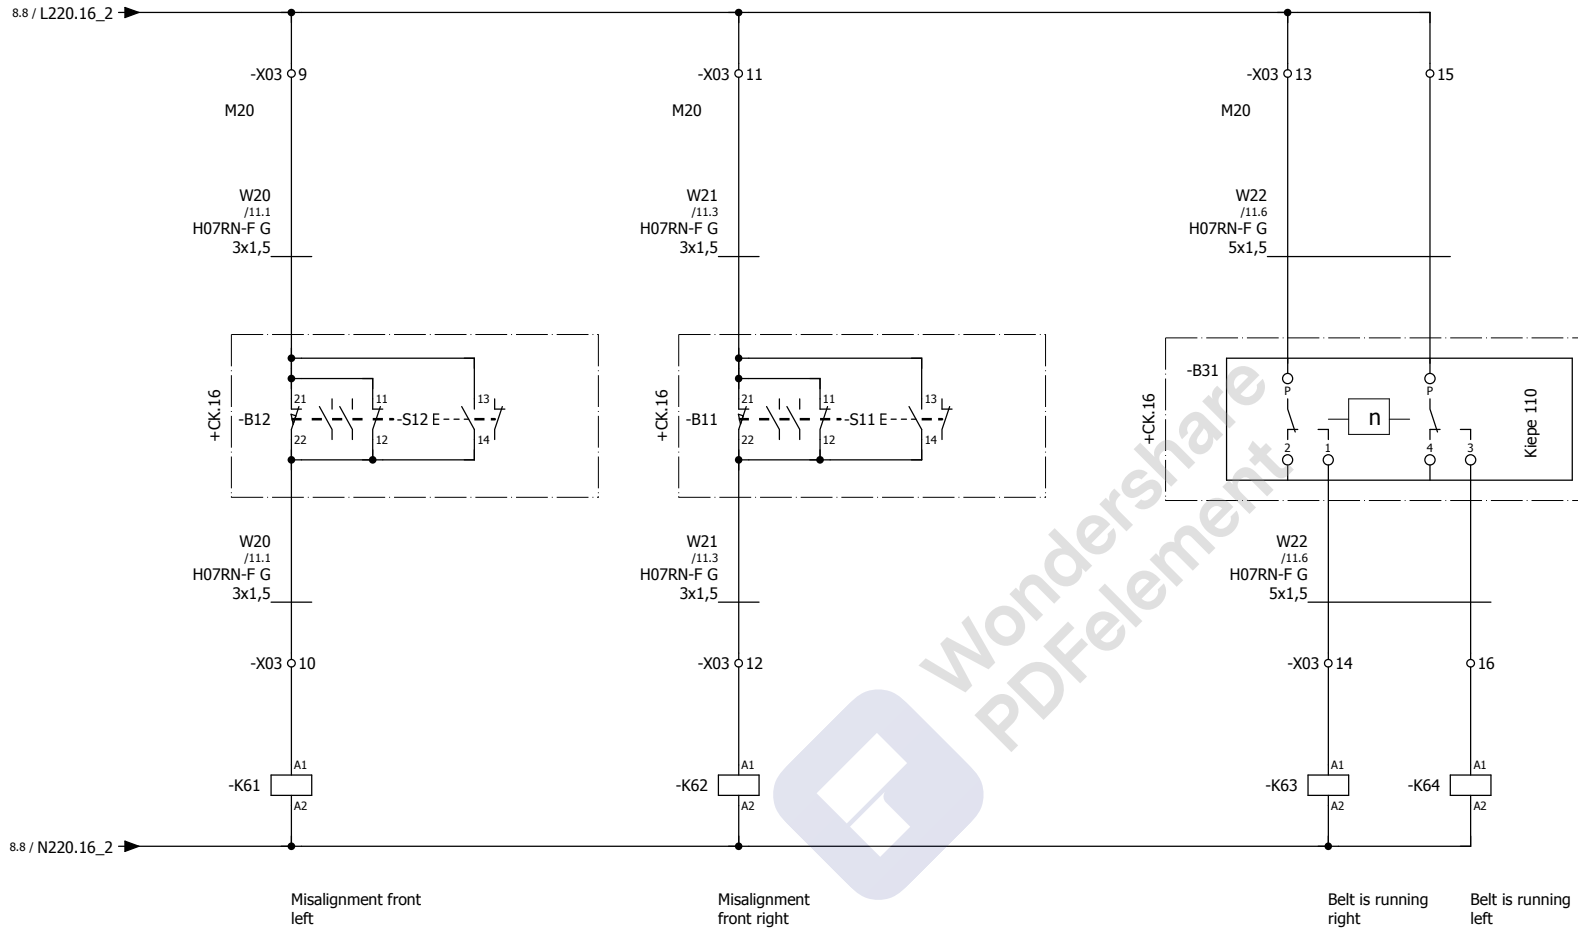 8.8 / L220.16_2
-X03 9
-X03 11
-X03 13
15
M20
M20
M20
W20
/11.1
H07RN-F G
3x1,5
W21
/11.3
H07RN-F G
3x1,5
W22
/11.6
H07RN-F G
5x1,5
+CK.16
-B12
21
22
11
12
-S12 E
13
14
+CK.16
-B11
21
22
11
12
-S11 E
13
14
+CK.16
-B31
P
2
1
n
P
4
3
Kiepe 110
W20
/11.1
H07RN-F G
3x1,5
W21
/11.3
H07RN-F G
3x1,5
W22
/11.6
H07RN-F G
5x1,5
-X03 10
-X03 12
-X03 14
16
-K61
A1
A2
-K62
A1
A2
-K63
A1
A2
-K64
A1
A2
8.8 / N220.16_2
Misalignment front
left
Misalignment
front right
Belt is running
right
Belt is running
left
Wondershare
PDFelement